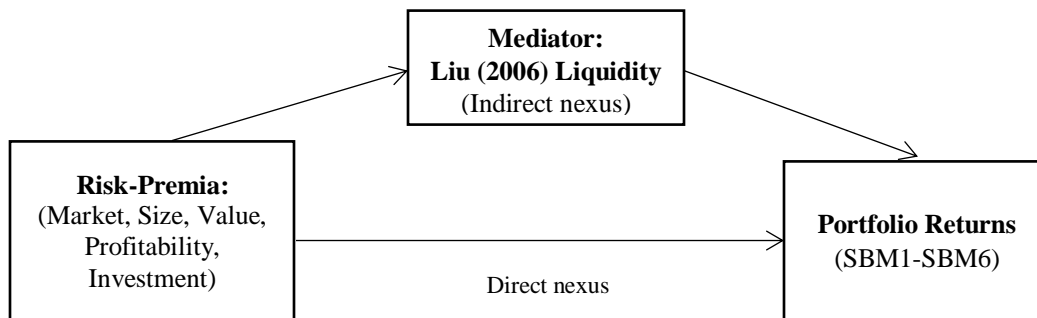 Mediator:
Liu (2006) Liquidity
(Indirect nexus)
Risk-Premia:
(Market, Size, Value,
Profitability,
Investment)
Portfolio Returns
(SBM1-SBM6)
Direct nexus